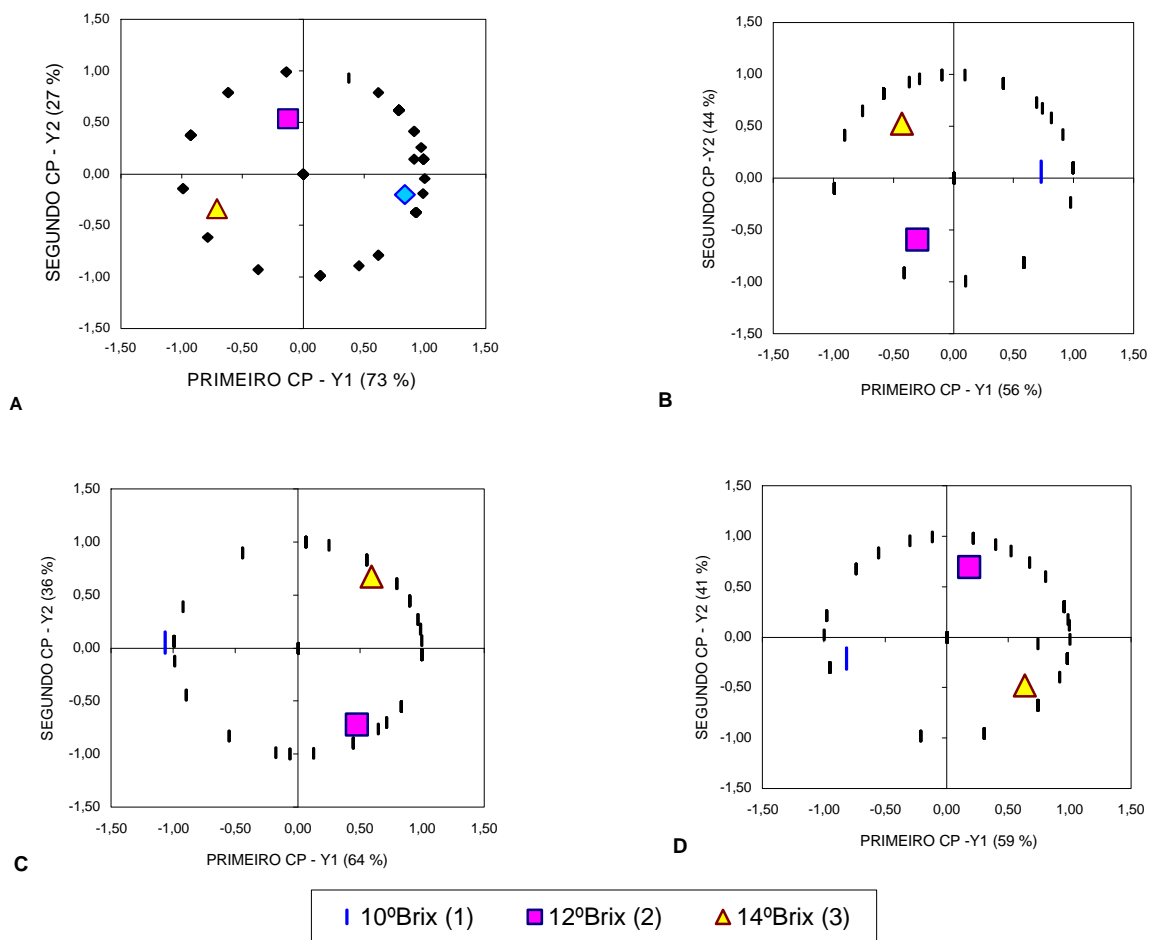 1,50
1,00
0,50
0,00
-0,50
-1,00
-1,50
-1,50 -1,00 -0,50 0,00 0,50 1,00 1,50
SEGUNDO CP - Y2 (27 %)
PRIMEIRO CP - Y1 (73 %)
A
1,50
1,00
0,50
0,00
-0,50
-1,00
-1,50
-1,50 -1,00 -0,50 0,00 0,50 1,00 1,50
SEGUNDO CP -Y2 (44 %)
PRIMEIRO CP - Y1 (56 %)
B
1,50
1,00
0,50
0,00
-0,50
-1,00
-1,50
-1,50 -1,00 -0,50 0,00 0,50 1,00 1,50
SEGUNDO CP - Y2 (36 %)
PRIMEIRO CP - Y1 (64 %)
C
1,50
1,00
0,50
0,00
-0,50
-1,00
-1,50
-1,50 -1,00 -0,50 0,00 0,50 1,00 1,50
SEGUNDO CP - Y2 (41 %)
PRIMEIRO CP -Y1 (59 %)
D
10ºBrix (1) 12ºBrix (2) 14ºBrix (3)